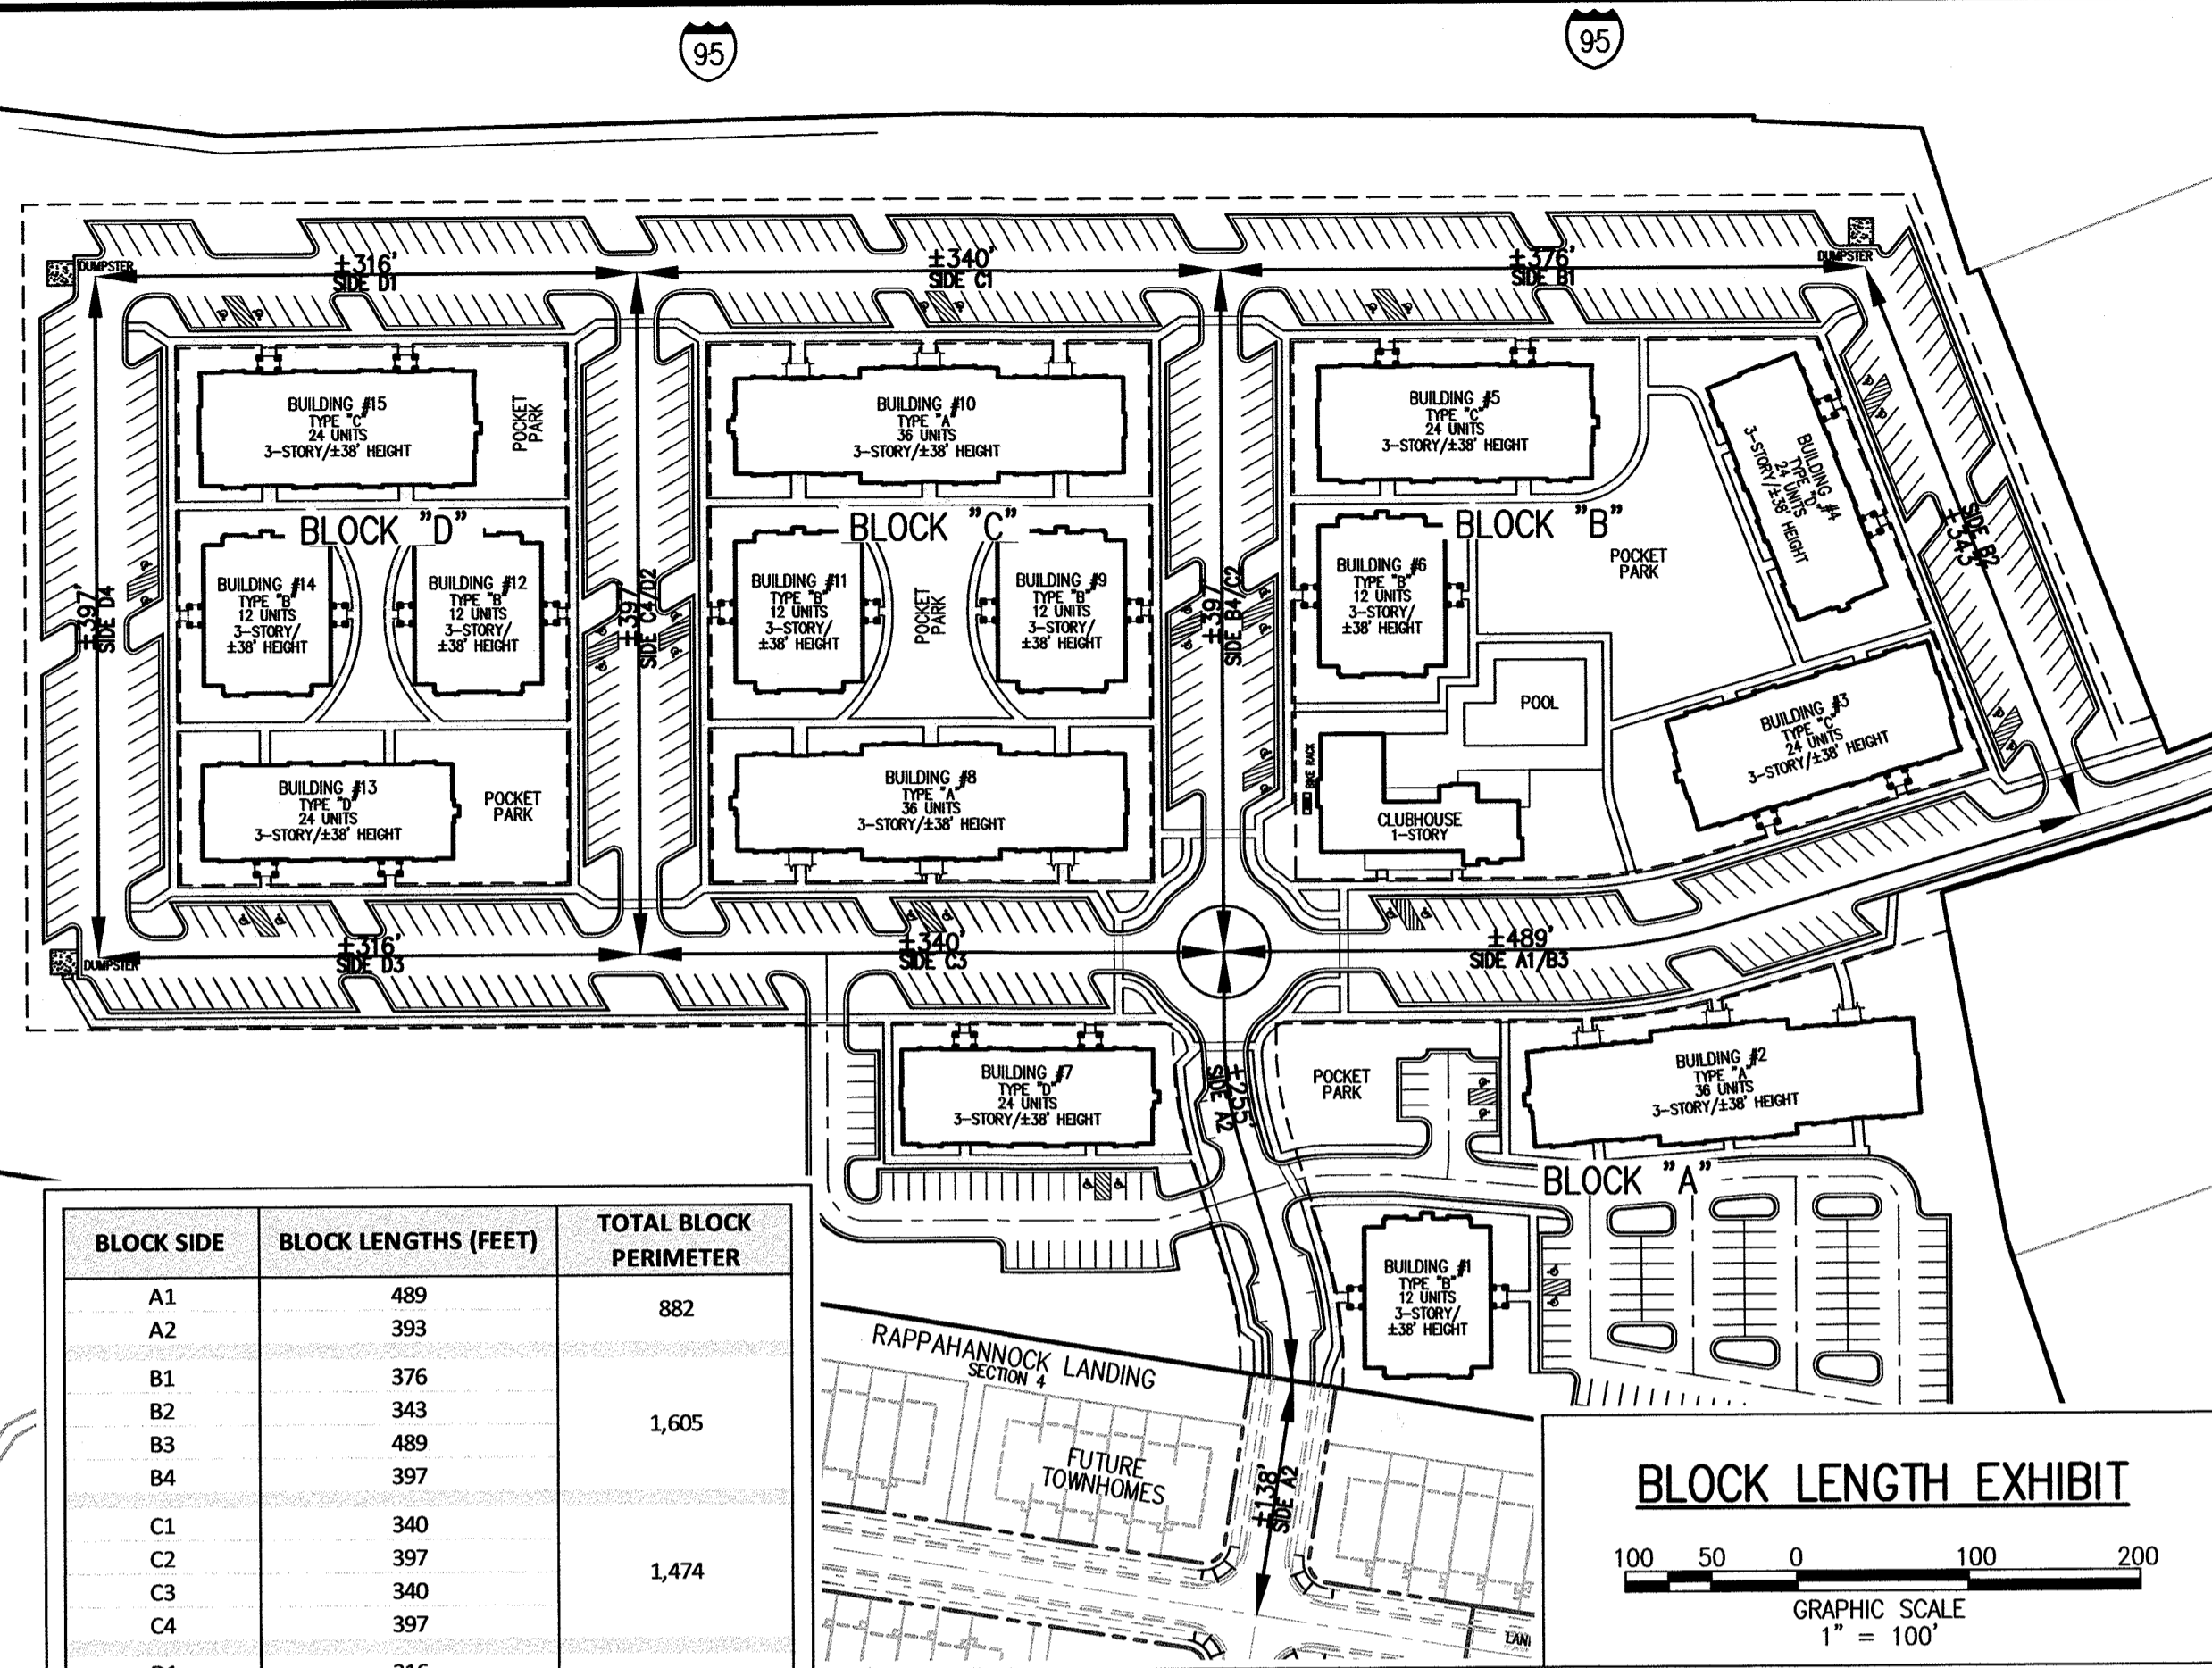 95
95
DUMPSTER
±316'
SIDE D1
±340'
SIDE C1
±376'
SIDE B1
DUMPSTER
BUILDING #15
TYPE "C"
24 UNITS
3-STORY/±38' HEIGHT
POCKET
PARK
BUILDING #10
TYPE "A"
36 UNITS
3-STORY/±38' HEIGHT
BUILDING #5
TYPE "C"
24 UNITS
3-STORY/±38' HEIGHT
BUILDING #4
TYPE "D"
24 UNITS
3-STORY/±38' HEIGHT
BLOCK "D"
BLOCK "C"
BLOCK "B"
SIDE B2
±343'
±397'
SIDE D4
BUILDING #14
TYPE "B"
12 UNITS
3-STORY/
±38' HEIGHT
BUILDING #12
TYPE "B"
12 UNITS
3-STORY/
±38' HEIGHT
±397'
SIDE C4/D2
BUILDING #11
TYPE "B"
12 UNITS
3-STORY/
±38' HEIGHT
POCKET
PARK
BUILDING #9
TYPE "B"
12 UNITS
3-STORY/
±38' HEIGHT
±397'
SIDE B4/C2
BUILDING #6
TYPE "B"
12 UNITS
3-STORY/
±38' HEIGHT
POCKET
PARK
POOL
BUILDING #3
TYPE "C"
24 UNITS
3-STORY/±38' HEIGHT
BUILDING #13
TYPE "D"
24 UNITS
3-STORY/±38' HEIGHT
POCKET
PARK
BUILDING #8
TYPE "A"
36 UNITS
3-STORY/±38' HEIGHT
BIKE RACK
CLUBHOUSE
1-STORY
DUMPSTER
±316'
SIDE D3
±340'
SIDE C3
±489'
SIDE A1/B3
BUILDING #7
TYPE "D"
24 UNITS
3-STORY/±38' HEIGHT
±255'
SIDE A2
POCKET
PARK
BUILDING #2
TYPE "A"
36 UNITS
3-STORY/±38' HEIGHT
BLOCK "A"
BUILDING #1
TYPE "B"
12 UNITS
3-STORY/
±38' HEIGHT
RAPPAHANNOCK LANDING
SECTION 4
FUTURE
TOWNHOMES
±138'
SIDE A2
BLOCK SIDE BLOCK LENGTHS (FEET) TOTAL BLOCK PERIMETER
A1 489 882
A2 393
B1 376
B2 343 1,605
B3 489
B4 397
C1 340
C2 397 1,474
C3 340
C4 397
D1 316
BLOCK LENGTH EXHIBIT
100 50 0 100 200
GRAPHIC SCALE
1" = 100'